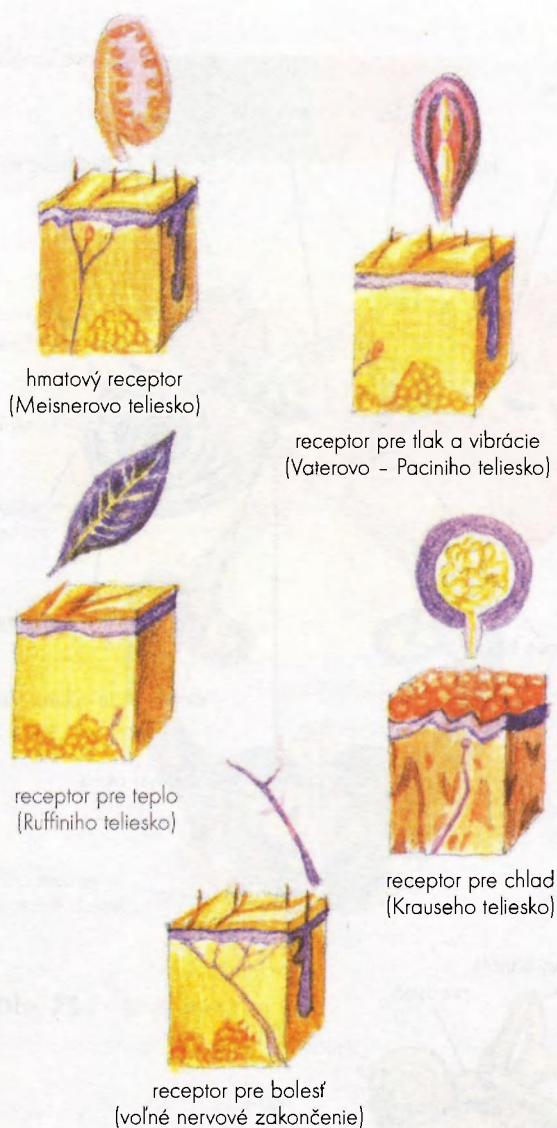 hmatový receptor
(Meisnerovo teliesko)
receptor pre tlak a vibrácie
(Vaterovo – Paciniho teliesko)
receptor pre teplo
(Ruffiniho teliesko)
receptor pre chlad
(Krauseho teliesko)
receptor pre bolesť
(voľné nervové zakončenie)